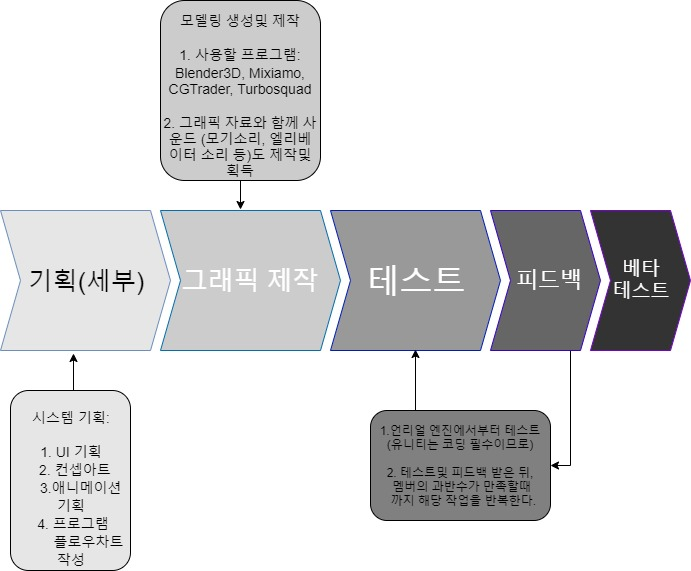 모델링 생성및 제작
1. 사용할 프로그램:
Blender3D, Mixiamo,
CGTrader, Turbosquad
2. 그래픽 자료와 함께 사
운드 (모기소리, 엘리베
이터 소리 등)도 제작및
획득
기획(세부)
그래픽 제작
테스트
피드백
베타
테스트
시스템 기획:
1. UI 기획
2. 컨셉아트
3.애니메이션
기획
4. 프로그램
플로우차트
작성
1.언리얼 엔진에서부터 테스트
(유니티는 코딩 필수이므로)
2. 테스트및 피드백 받은 뒤,
멤버의 과반수가 만족할때
까지 해당 작업을 반복한다.